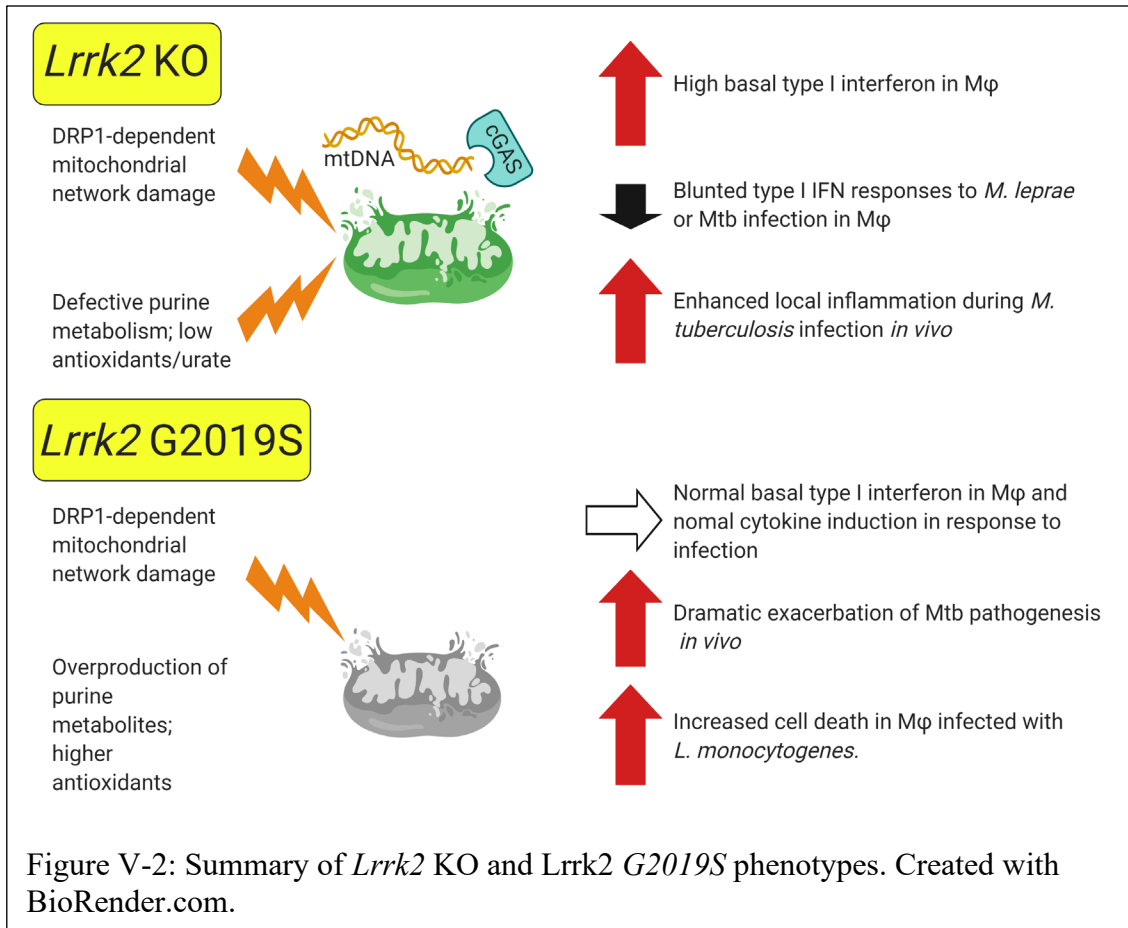 Lrrk2 KO
DRP1-dependent
mitochondrial
network damage
mtDNA
cGAS
Defective purine
metabolism; low
antioxidants/urate
High basal type I interferon in Mφ
Blunted type I IFN responses to M. leprae
or Mtb infection in Mφ
Enhanced local inflammation during M.
tuberculosis infection in vivo
Lrrk2 G2019S
DRP1-dependent
mitochondrial
network damage
Overproduction of
purine
metabolites;
higher
antioxidants
Normal basal type I interferon in Mφ and
nomal cytokine induction in response to
infection
Dramatic exacerbation of Mtb pathogenesis
in vivo
Increased cell death in Mφ infected with
L. monocytogenes.
Figure V-2: Summary of Lrrk2 KO and Lrrk2 G2019S phenotypes. Created with
BioRender.com.